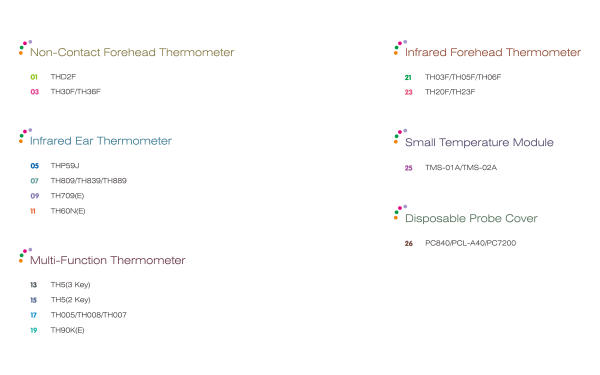 Non-Contact Forehead Thermometer
01 THD2F
03 TH30F/TH36F
Infrared Ear Thermometer
05 THP59J
07 TH809/TH839/TH889
09 TH709(E)
11 TH60N(E)
Multi-Function Thermometer
13 TH5(3 Key)
15 TH5(2 Key)
17 TH005/TH008/TH007
19 TH90K(E)
Infrared Forehead Thermometer
21 TH03F/TH05F/TH06F
23 TH20F/TH23F
Small Temperature Module
25 TMS-01A/TMS-02A
Disposable Probe Cover
26 PC840/PCL-A40/PC7200